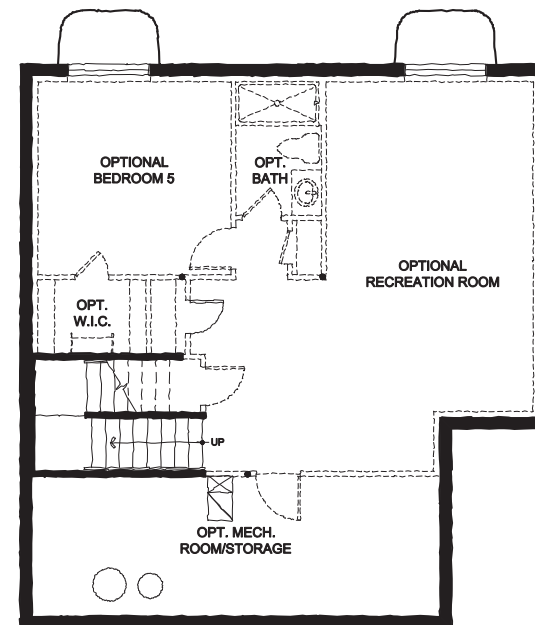 OPTIONAL
BEDROOM 5
OPT.
BATH
OPTIONAL
RECREATION ROOM
OPT.
W.I.C.
UP
OPT. MECH.
ROOM/STORAGE